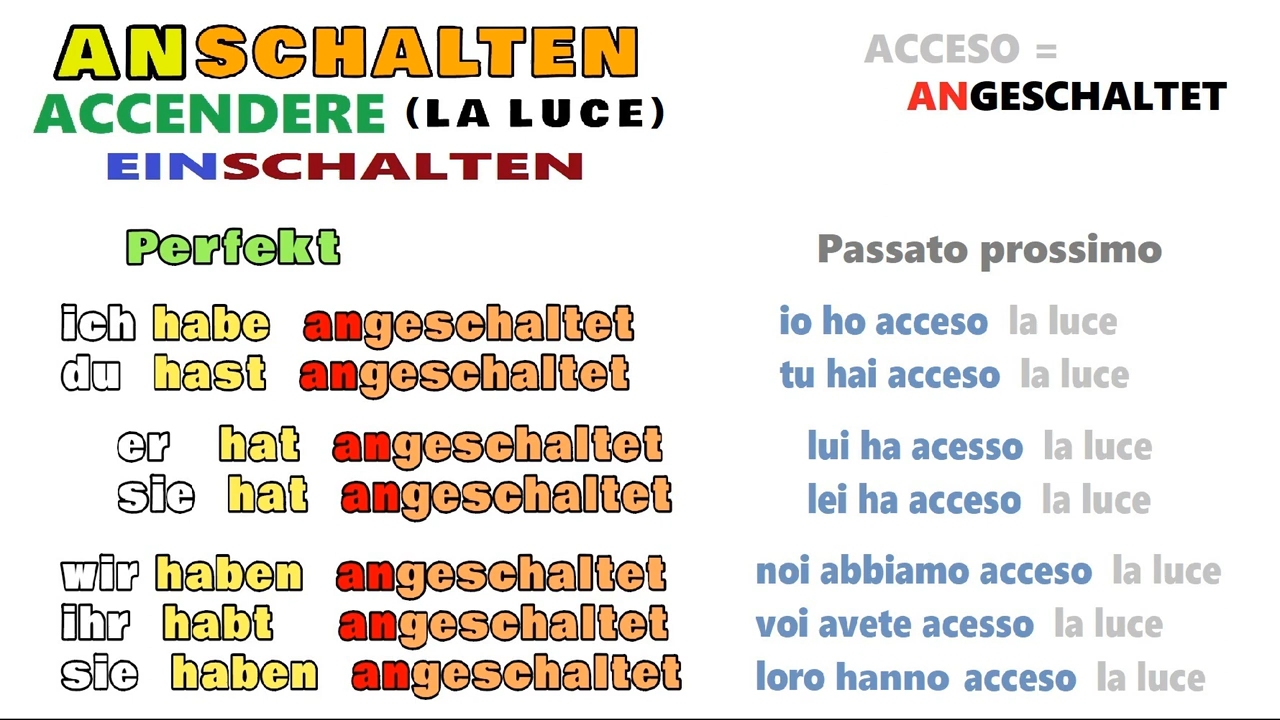 ANSCHALTEN
ACCENDERE (LA LUCE)
EINSCHALTEN
ACCESO =
ANGESCHALTET
Perfekt
ich habe angeschaltet
du hast angeschaltet
er hat angeschaltet
sie hat angeschaltet
wir haben angeschaltet
ihr habt angeschaltet
sie haben angeschaltet
Passato prossimo
io ho acceso la luce
tu hai acceso la luce
lui ha acesso la luce
lei ha acceso la luce
noi abbiamo acceso la luce
voi avete acesso la luce
loro hanno acceso la luce